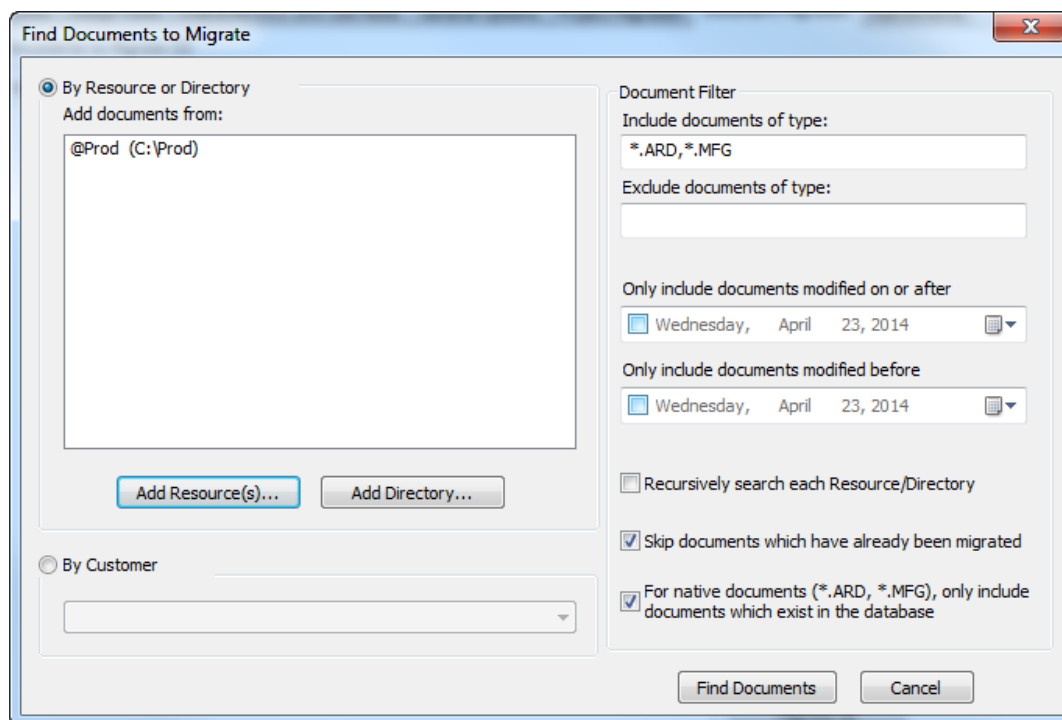 Find Documents to Migrate
By Resource or Directory
Add documents from:
@Prod (C:\Prod)
Add Resource(s)...
Add Directory...
By Customer
Document Filter
Include documents of type:
*.ARD,*.MFG
Exclude documents of type:
Only include documents modified on or after
Wednesday, April 23, 2014
Only include documents modified before
Wednesday, April 23, 2014
Recursively search each Resource/Directory
Skip documents which have already been migrated
For native documents (*.ARD, *.MFG), only include
documents which exist in the database
Find Documents
Cancel